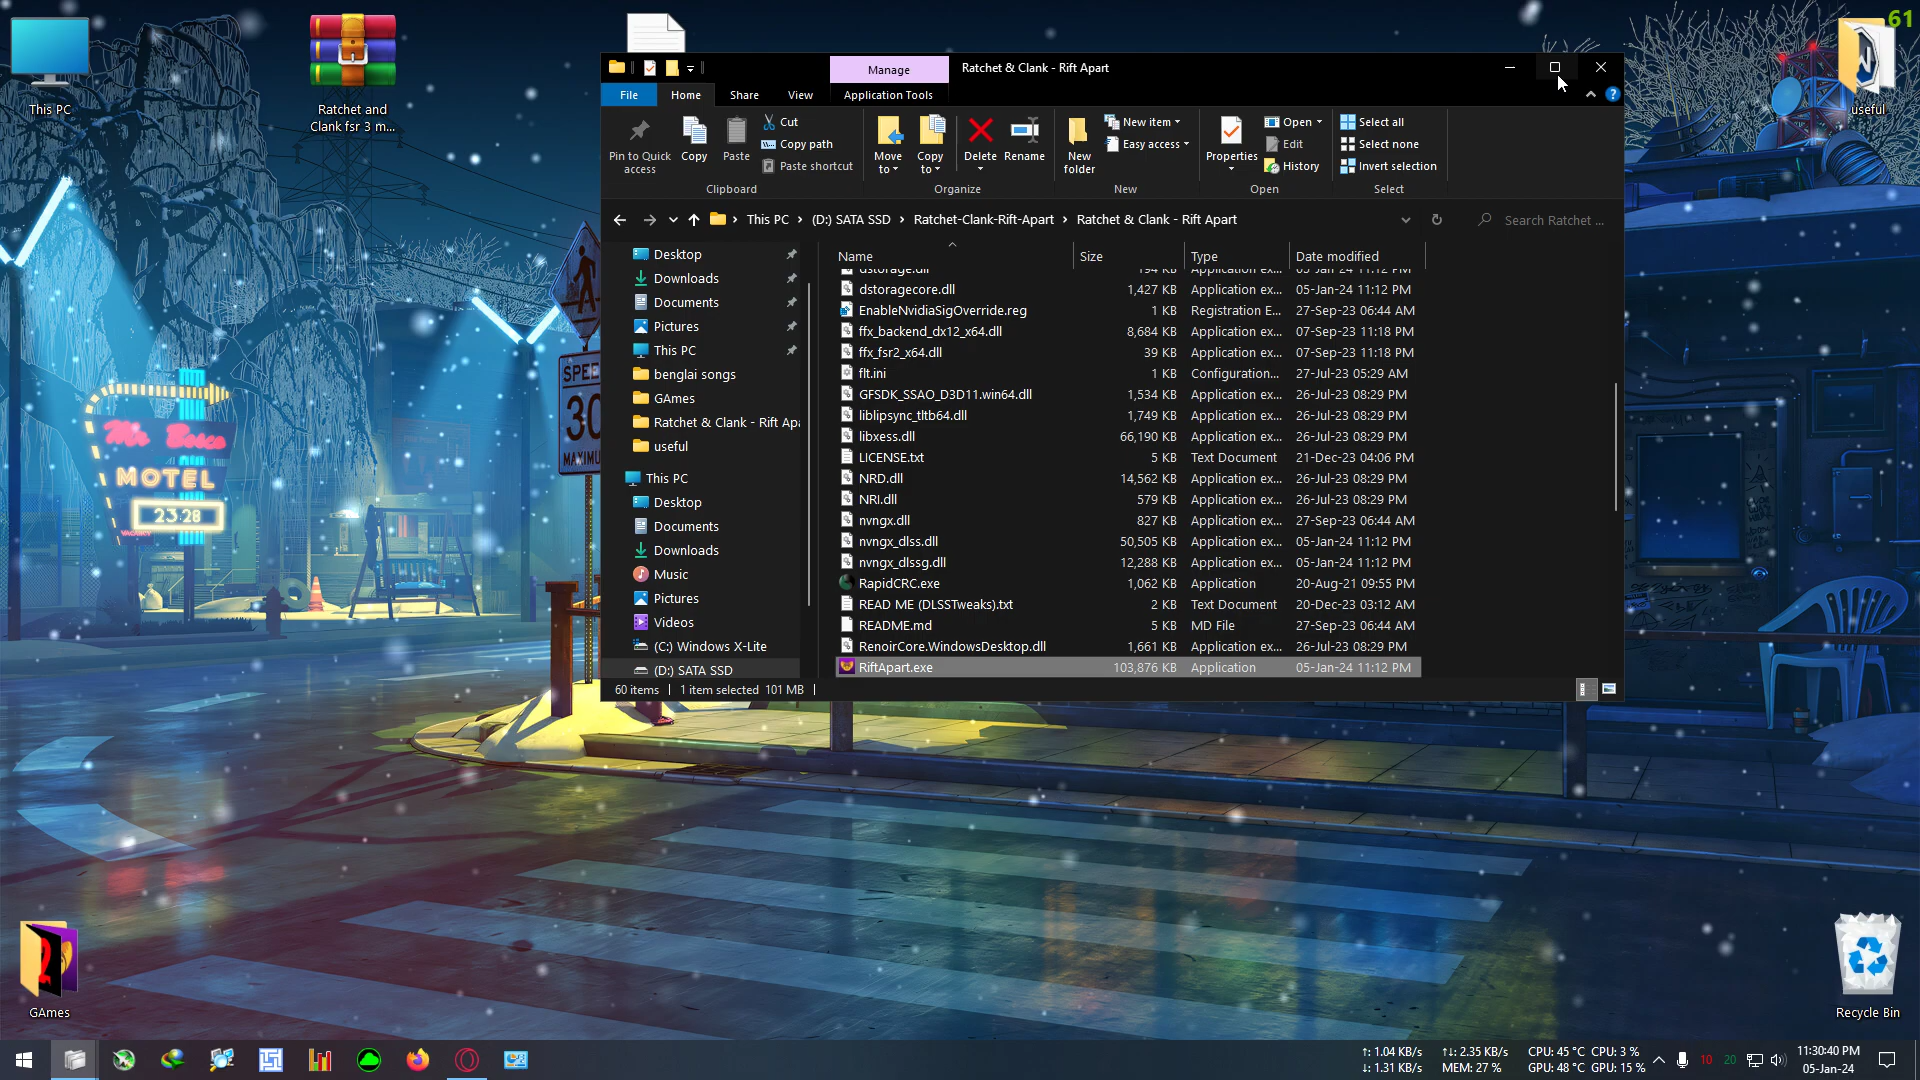 61
This PC
Ratchet and
Clank fsr 3 m...
useful
Manage
Ratchet & Clank - Rift Apart
File
Home
Share
View
Application Tools
Pin to Quick
access
Copy
Paste
Cut
Copy path
Paste shortcut
Clipboard
Move
to
Copy
to
Delete
Rename
Organize
New
folder
New item
Easy access
New
Properties
Open
Edit
History
Open
Select all
Select none
Invert selection
Select
This PC > (D:) SATA SSD > Ratchet-Clank-Rift-Apart > Ratchet & Clank - Rift Apart
Search Ratchet ...
Desktop
Downloads
Documents
Pictures
This PC
benglai songs
GAmes
Ratchet & Clank - Rift Apa
useful
This PC
Desktop
Documents
Downloads
Music
Pictures
Videos
(C:) Windows X-Lite
(D:) SATA SSD
Name Size Type Date modified
dstorage.dll 194 KB Application ex... 05-Jan-24 11:12 PM
dstoragecore.dll 1,427 KB Application ex... 05-Jan-24 11:12 PM
EnableNvidiaSigOverride.reg 1 KB Registration E... 27-Sep-23 06:44 AM
ffx_backend_dx12_x64.dll 8,684 KB Application ex... 07-Sep-23 11:18 PM
ffx_fsr2_x64.dll 39 KB Application ex... 07-Sep-23 11:18 PM
flt.ini 1 KB Configuration... 27-Jul-23 05:29 AM
GFSDK_SSAO_D3D11.win64.dll 1,534 KB Application ex... 26-Jul-23 08:29 PM
liblipsync_tltb64.dll 1,749 KB Application ex... 26-Jul-23 08:29 PM
libxess.dll 66,190 KB Application ex... 26-Jul-23 08:29 PM
LICENSE.txt 5 KB Text Document 21-Dec-23 04:06 PM
NRD.dll 14,562 KB Application ex... 26-Jul-23 08:29 PM
NRI.dll 579 KB Application ex... 26-Jul-23 08:29 PM
nvngx.dll 827 KB Application ex... 27-Sep-23 06:44 AM
nvngx_dlss.dll 50,505 KB Application ex... 05-Jan-24 11:12 PM
nvngx_dlssg.dll 12,288 KB Application ex... 05-Jan-24 11:12 PM
RapidCRC.exe 1,062 KB Application 20-Aug-21 09:55 PM
READ ME (DLSSTweaks).txt 2 KB Text Document 20-Dec-23 03:12 AM
README.md 5 KB MD File 27-Sep-23 06:44 AM
RenoirCore.WindowsDesktop.dll 1,661 KB Application ex... 26-Jul-23 08:29 PM
RiftApart.exe 103,876 KB Application 05-Jan-24 11:12 PM
60 items 1 item selected 101 MB
SPEE
30
MAXIMU
Mr Bosco
MOTEL
23:28
VACANCY
GAmes
Recycle Bin
↑: 1.04 KB/s
↓: 1.31 KB/s
↑↓: 2.35 KB/s
MEM: 27 %
CPU: 45 °C CPU: 3 %
GPU: 48 °C GPU: 15 %
10
20
11:30:40 PM
05-Jan-24